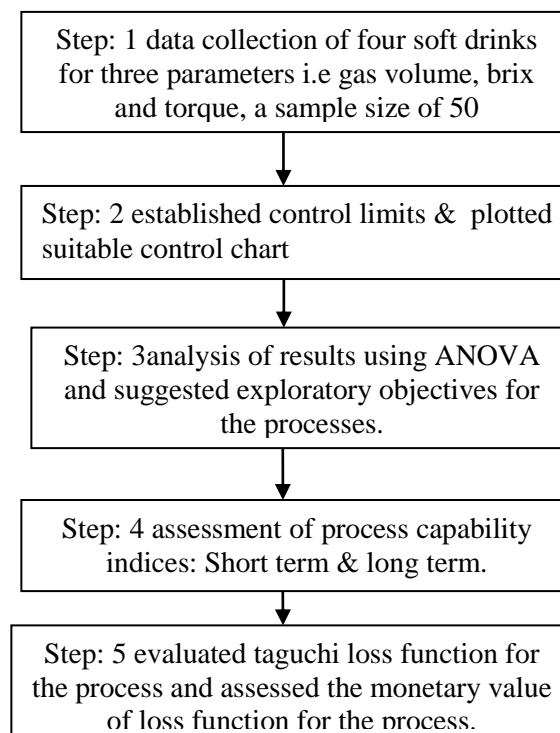 Step: 1 data collection of four soft drinks
for three parameters i.e gas volume, brix
and torque, a sample size of 50
Step: 2 established control limits & plotted
suitable control chart
Step: 3analysis of results using ANOVA
and suggested exploratory objectives for
the processes.
Step: 4 assessment of process capability
indices: Short term & long term.
Step: 5 evaluated taguchi loss function for
the process and assessed the monetary value
of loss function for the process.